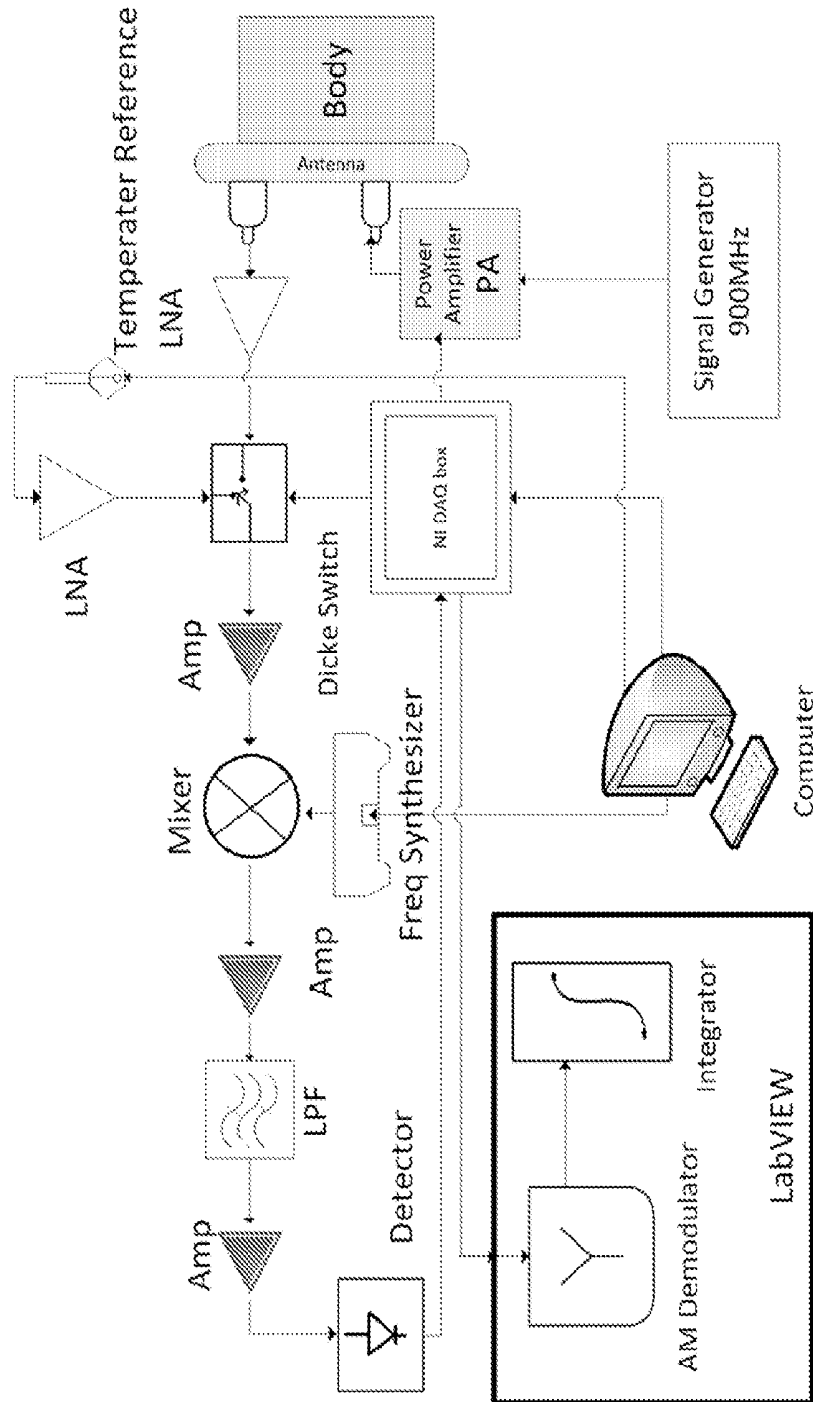 Temperater Reference
LNA
LNA
Body
Antenna
Amp
Mixer
Amp
LPF
Amp
Dicke Switch
Power
Amplifier
PA
NI DAQ box
Freq Synthesizer
Detector
Signal Generator
900MHz
Computer
Integrator
AM Demodulator
LabVIEW